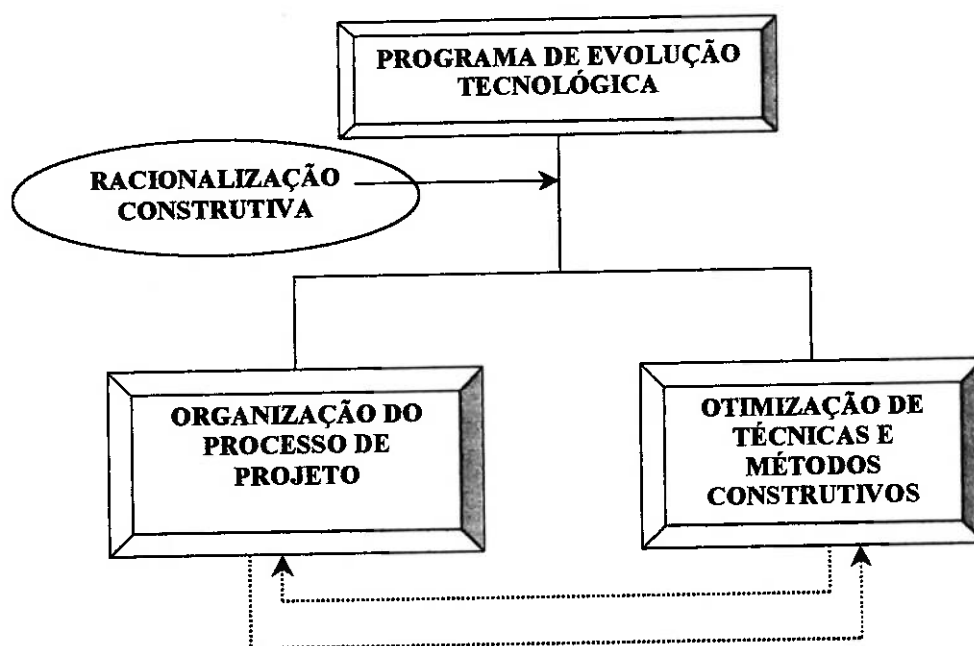 PROGRAMA DE EVOLUÇÃO
TECNOLÓGICA
RACIONALIZAÇÃO
CONSTRUTIVA
ORGANIZAÇÃO DO
PROCESSO DE
PROJETO
OTIMIZAÇÃO DE
TÉCNICAS E
MÉTODOS
CONSTRUTIVOS